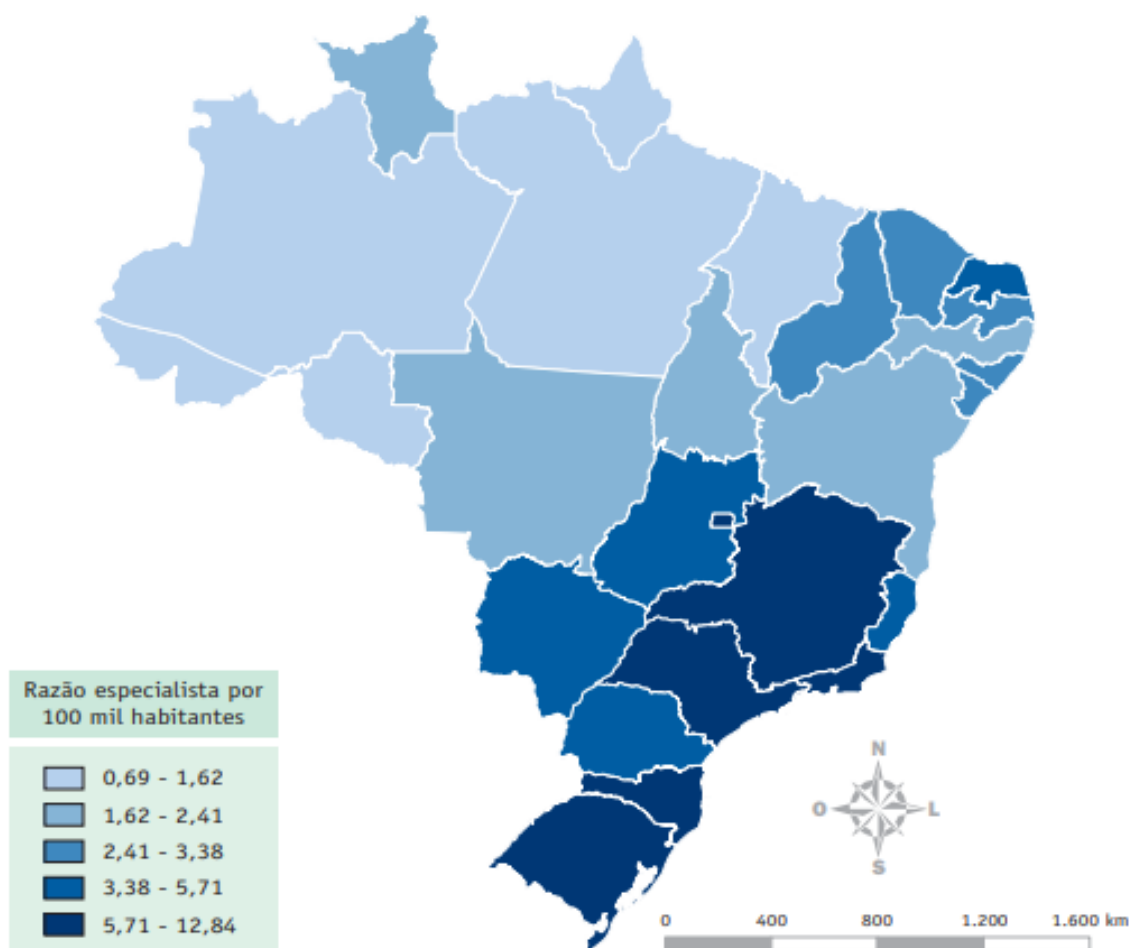 Razão especialista por
100 mil habitantes
0,69 - 1,62
1,62 - 2,41
2,41 - 3,38
3,38 - 5,71
5,71 - 12,84
N
O
L
S
0 400 800 1.200 1.600 km